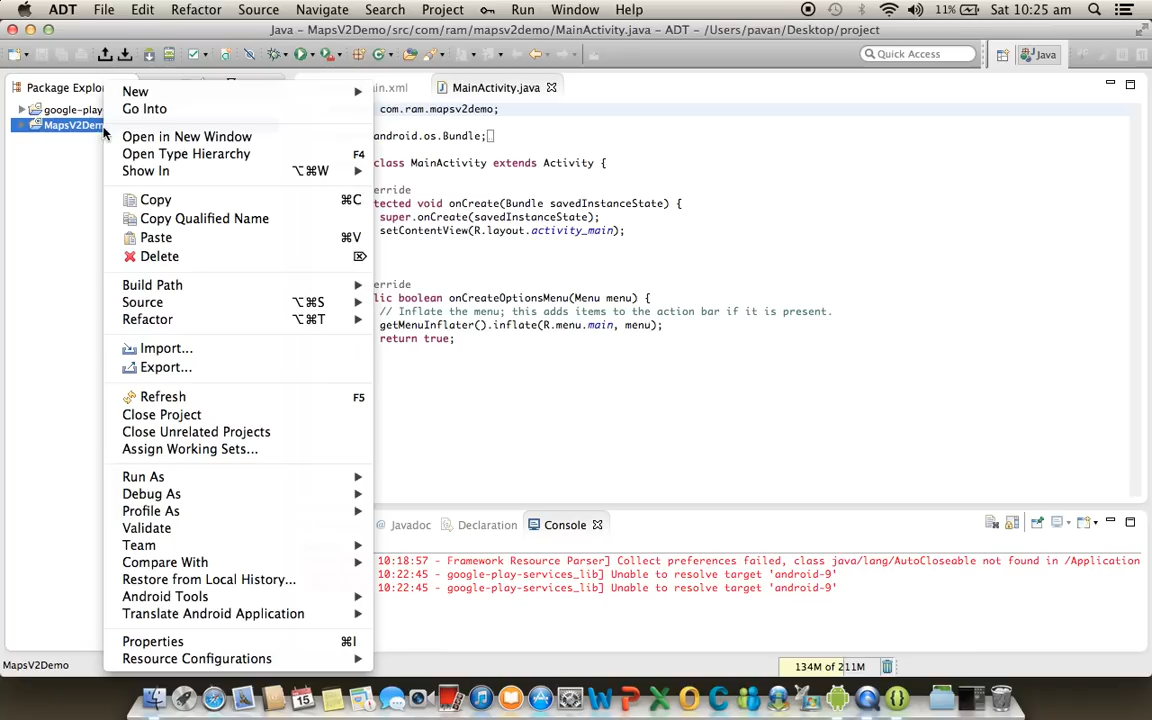 ADT File Edit Refactor Source Navigate Search Project Run Window Help 11% Sat 10:25 am
Java - MapsV2Demo/src/com/ram/mapsv2demo/MainActivity.java - ADT - /Users/pavan/Desktop/project
Quick Access Java
Package Explo
ain.xml MainActivity.java
google-play
MapsV2Dem
New
Go Into
Open in New Window
Open Type Hierarchy F4
Show In ⌥⌘W
Copy ⌘C
Copy Qualified Name
Paste ⌘V
Delete ⌦
Build Path
Source ⌥⌘S
Refactor ⌥⌘T
Import...
Export...
Refresh F5
Close Project
Close Unrelated Projects
Assign Working Sets...
Run As
Debug As
Profile As
Validate
Team
Compare With
Restore from Local History...
Android Tools
Translate Android Application
Properties ⌘I
Resource Configurations
com.ram.mapsv2demo;
android.os.Bundle;
class MainActivity extends Activity {
erride
tected void onCreate(Bundle savedInstanceState) {
super.onCreate(savedInstanceState);
setContentView(R.layout.activity_main);
erride
lic boolean onCreateOptionsMenu(Menu menu) {
// Inflate the menu; this adds items to the action bar if it is present.
getMenuInflater().inflate(R.menu.main, menu);
return true;
@ Javadoc Declaration Console
10:18:57 - Framework Resource Parser] Collect preferences failed, class java/lang/AutoCloseable not found in /Application
10:22:45 - google-play-services_lib] Unable to resolve target 'android-9'
10:22:45 - google-play-services_lib] Unable to resolve target 'android-9'
MapsV2Demo
134M of 211M